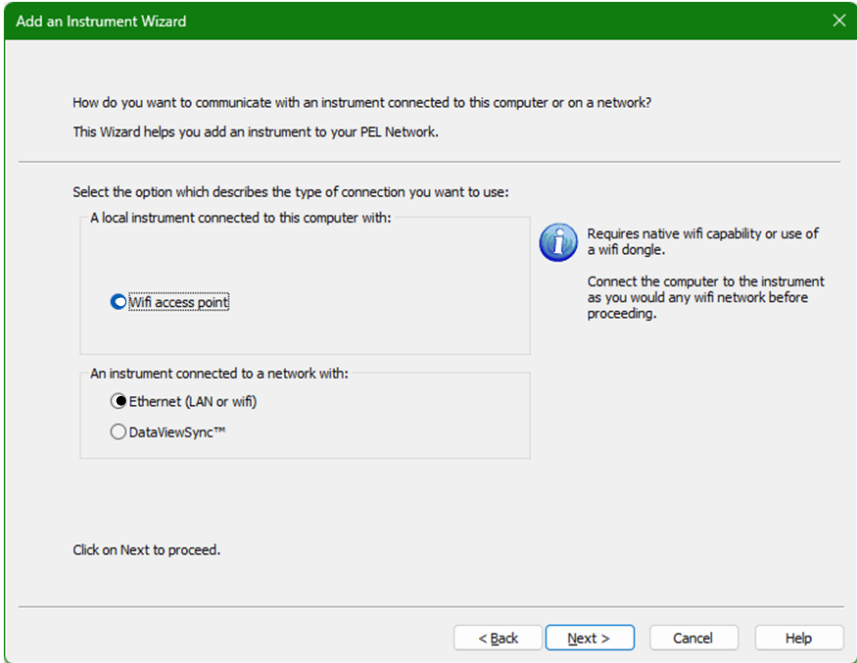 Add an Instrument Wizard
How do you want to communicate with an instrument connected to this computer or on a network?
This Wizard helps you add an instrument to your PEL Network.
Select the option which describes the type of connection you want to use:
A local instrument connected to this computer with:
Wifi access point
Requires native wifi capability or use of
a wifi dongle.
Connect the computer to the instrument
as you would any wifi network before
proceeding.
An instrument connected to a network with:
Ethernet (LAN or wifi)
DataViewSync™
Click on Next to proceed.
< Back
Next >
Cancel
Help